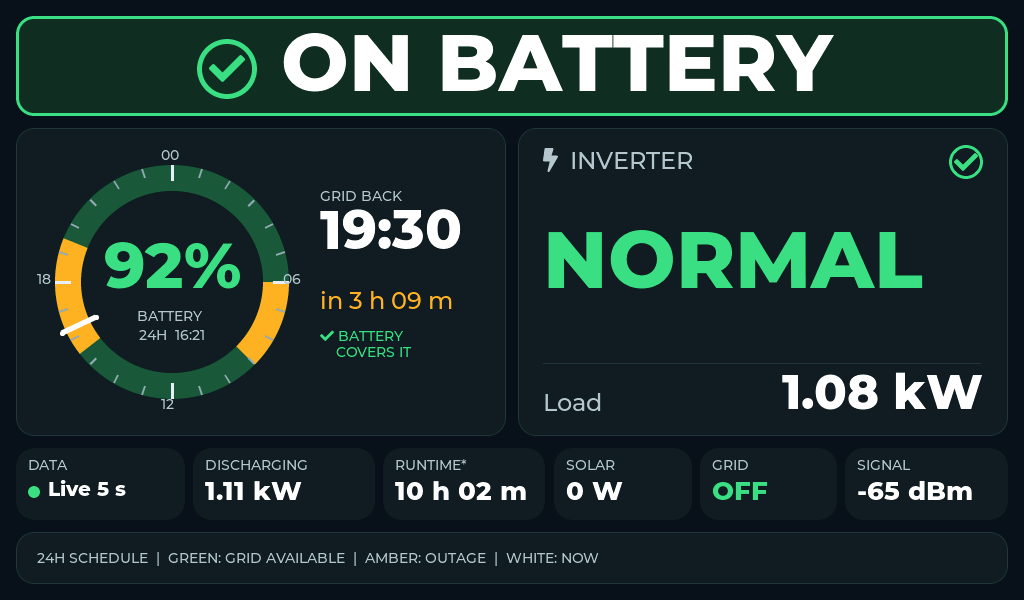 ON BATTERY
00
18
06
12
92%
BATTERY
24H 16:21
GRID BACK
19:30
in 3 h 09 m
BATTERY
COVERS IT
INVERTER
NORMAL
Load
1.08 kW
DATA
Live 5 s
DISCHARGING
1.11 kW
RUNTIME*
10 h 02 m
SOLAR
0 W
GRID
OFF
SIGNAL
-65 dBm
24H SCHEDULE | GREEN: GRID AVAILABLE | AMBER: OUTAGE | WHITE: NOW